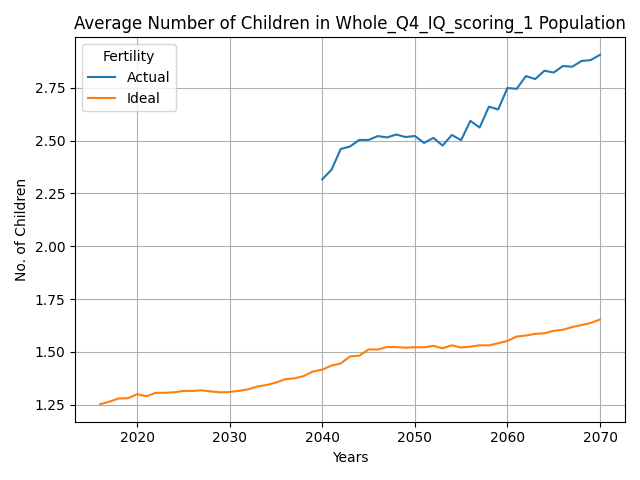 Average Number of Children in Whole_Q4_IQ_scoring_1 Population
Fertility
Actual
Ideal
No. of Children
2.75
2.50
2.25
2.00
1.75
1.50
1.25
2020 2030 2040 2050 2060 2070
Years